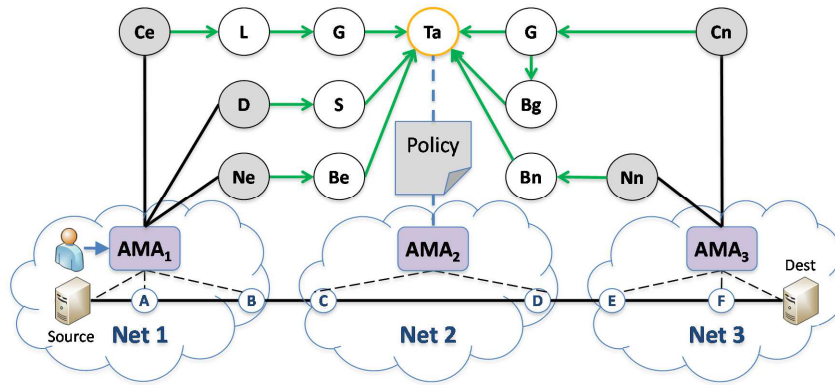 Ce
L
G
Ta
G
Cn
D
S
Bg
Policy
Ne
Be
Bn
Nn
AMA1
AMA2
AMA3
Dest
A
B
C
D
E
F
Source
Net 1
Net 2
Net 3